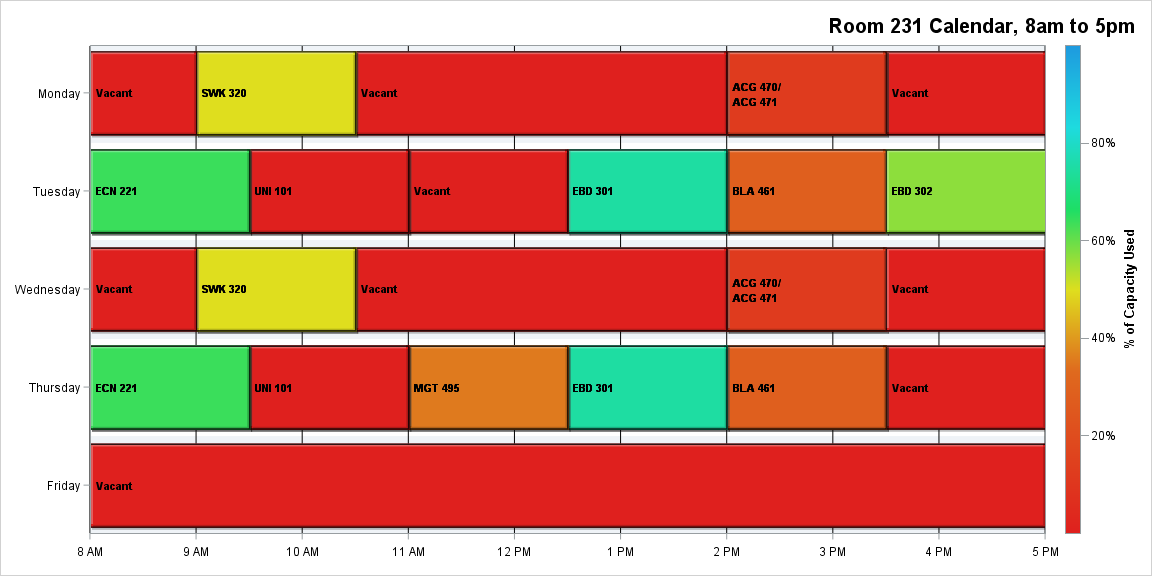 Room 231 Calendar, 8am to 5pm
Monday
Vacant
SWK 320
Vacant
ACG 470/
ACG 471
Vacant
Tuesday
ECN 221
UNI 101
Vacant
EBD 301
BLA 461
EBD 302
Wednesday
Vacant
SWK 320
Vacant
ACG 470/
ACG 471
Vacant
Thursday
ECN 221
UNI 101
MGT 495
EBD 301
BLA 461
Vacant
Friday
Vacant
8 AM
9 AM
10 AM
11 AM
12 PM
1 PM
2 PM
3 PM
4 PM
5 PM
80%
60%
40%
20%
% of Capacity Used